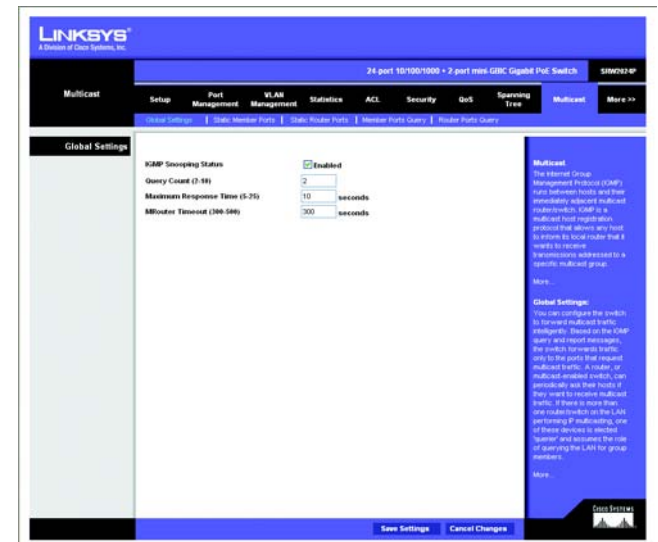 LINKSYS®
A Division of Cisco Systems, Inc.
24-port 10/100/1000 + 2-port mini-GBIC Gigabit PoE Switch
SRW2024P
Multicast
Setup
Port Management
VLAN Management
Statistics
ACL
Security
QoS
Spanning Tree
Multicast
More >>
Global Settings | Static Member Ports | Static Router Ports | Member Ports Query | Router Ports Query
Global Settings
IGMP Snooping Status
Enabled
Query Count (2-10)
2
Maximum Response Time (5-25)
10 seconds
MRouter Timeout (300-500)
300 seconds
Multicast
The Internet Group
Management Protocol (IGMP)
runs between hosts and their
immediately adjacent multicast
router/switch. IGMP is a
multicast host registration
protocol that allows any host
to inform its local router that it
wants to receive
transmissions addressed to a
specific multicast group.
More...
Global Settings:
You can configure the switch
to forward multicast traffic
intelligently. Based on the IGMP
query and report messages,
the switch forwards traffic
only to the ports that request
multicast traffic. A router, or
multicast-enabled switch, can
periodically ask their hosts if
they want to receive multicast
traffic. If there is more than
one router/switch on the LAN
performing IP multicasting, one
of these devices is elected
'querier' and assumes the role
of querying the LAN for group
members.
More...
Save Settings
Cancel Changes
CISCO SYSTEMS